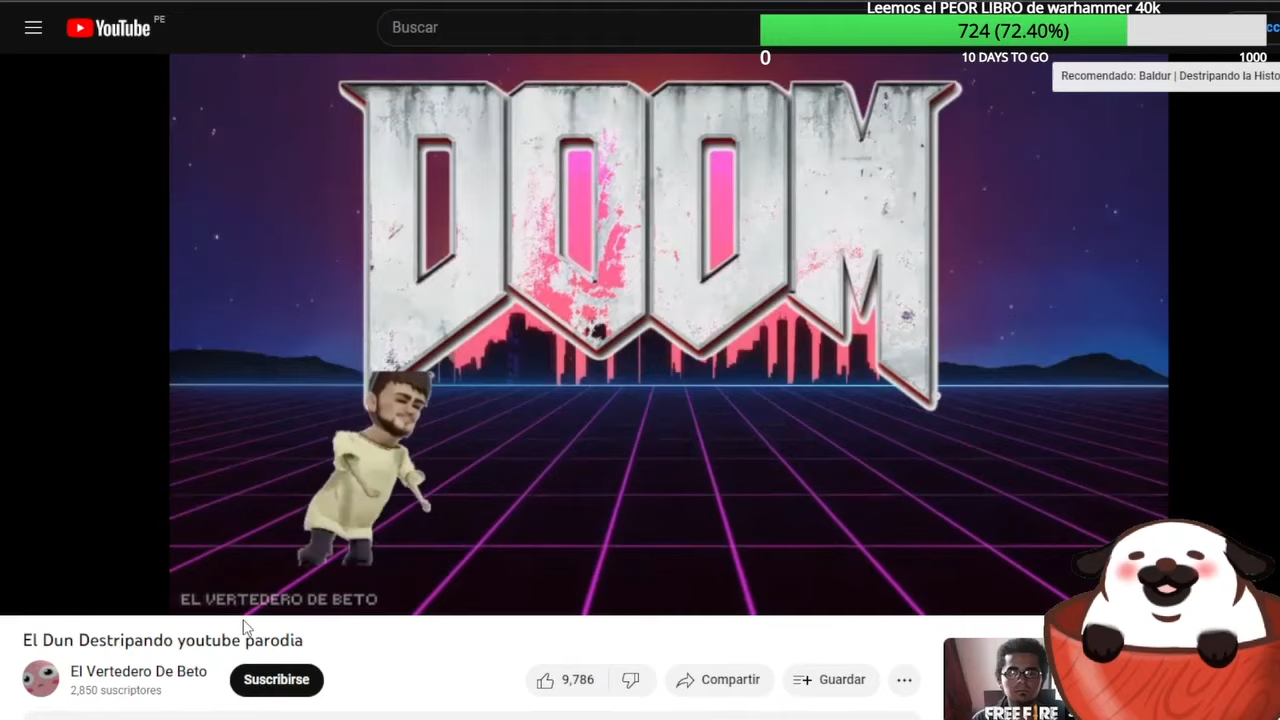 Leemos el PEOR LIBRO de warhammer 40k
YouTube PE
Buscar
724 (72.40%)
0
10 DAYS TO GO
1000
Recomendado: Baldur | Destripando la Histo
DOOM
EL VERTEDERO DE BETO
El Dun Destripando youtube parodia
El Vertedero De Beto
2,850 suscriptores
Suscribirse
9,786
Compartir
Guardar
FREE FIRE